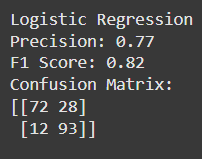 Logistic Regression
Precision: 0.77
F1 Score: 0.82
Confusion Matrix:
[[72 28]
 [12 93]]